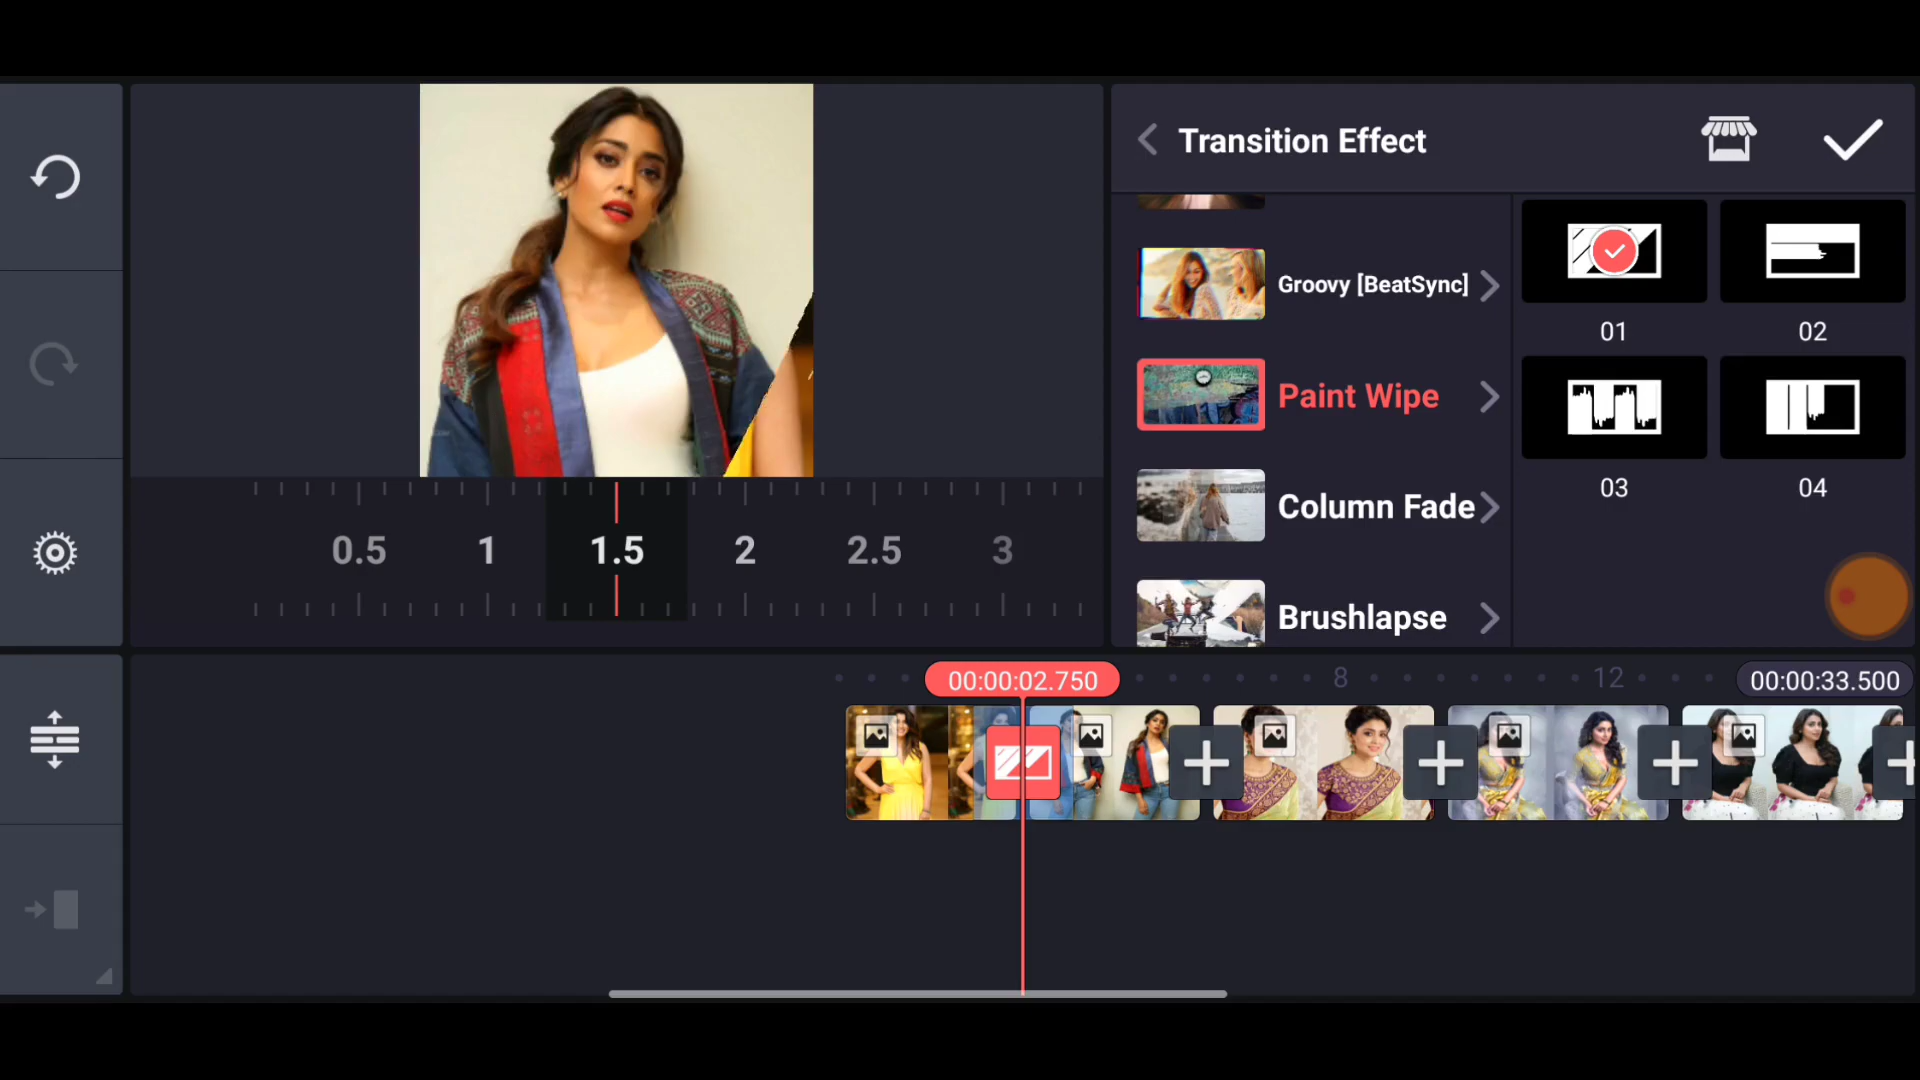 Transition Effect
Groovy [BeatSync]
Paint Wipe
Column Fade
Brushlapse
01
02
03
04
0.5
1
1.5
2
2.5
3
00:00:02.750
8
12
00:00:33.500